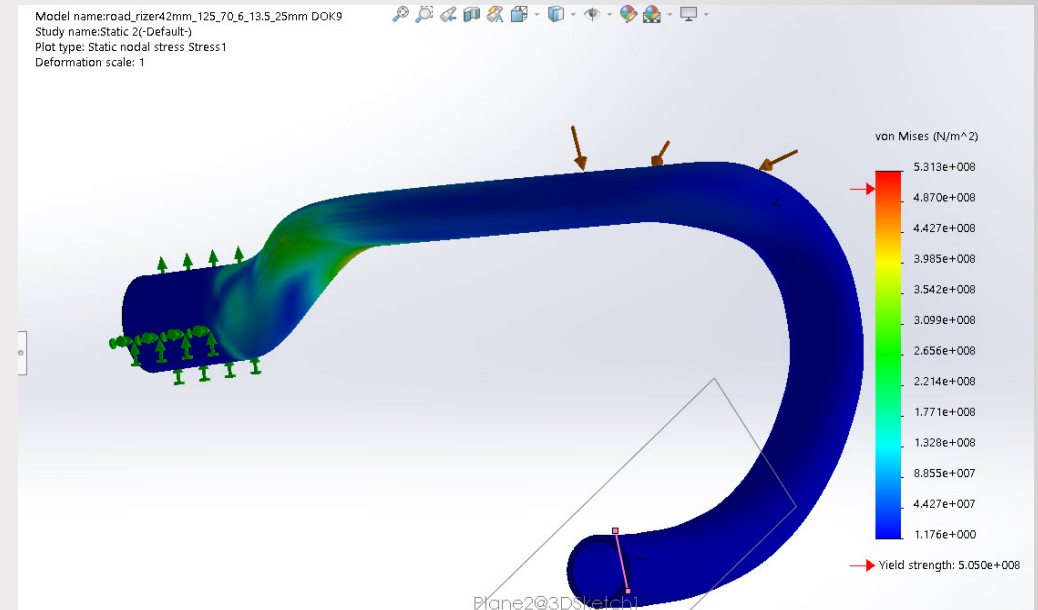 Model name:road_rizer42mm_125_70_6_13.5_25mm DOK9
Study name:Static 2(-Default-)
Plot type: Static nodal stress Stress1
Deformation scale: 1
von Mises (N/m^2)
5.313e+008
4.870e+008
4.427e+008
3.985e+008
3.542e+008
3.099e+008
2.656e+008
2.214e+008
1.771e+008
1.328e+008
8.855e+007
4.427e+007
1.176e+000
Yield strength: 5.050e+008
Plane2@3DSketch1